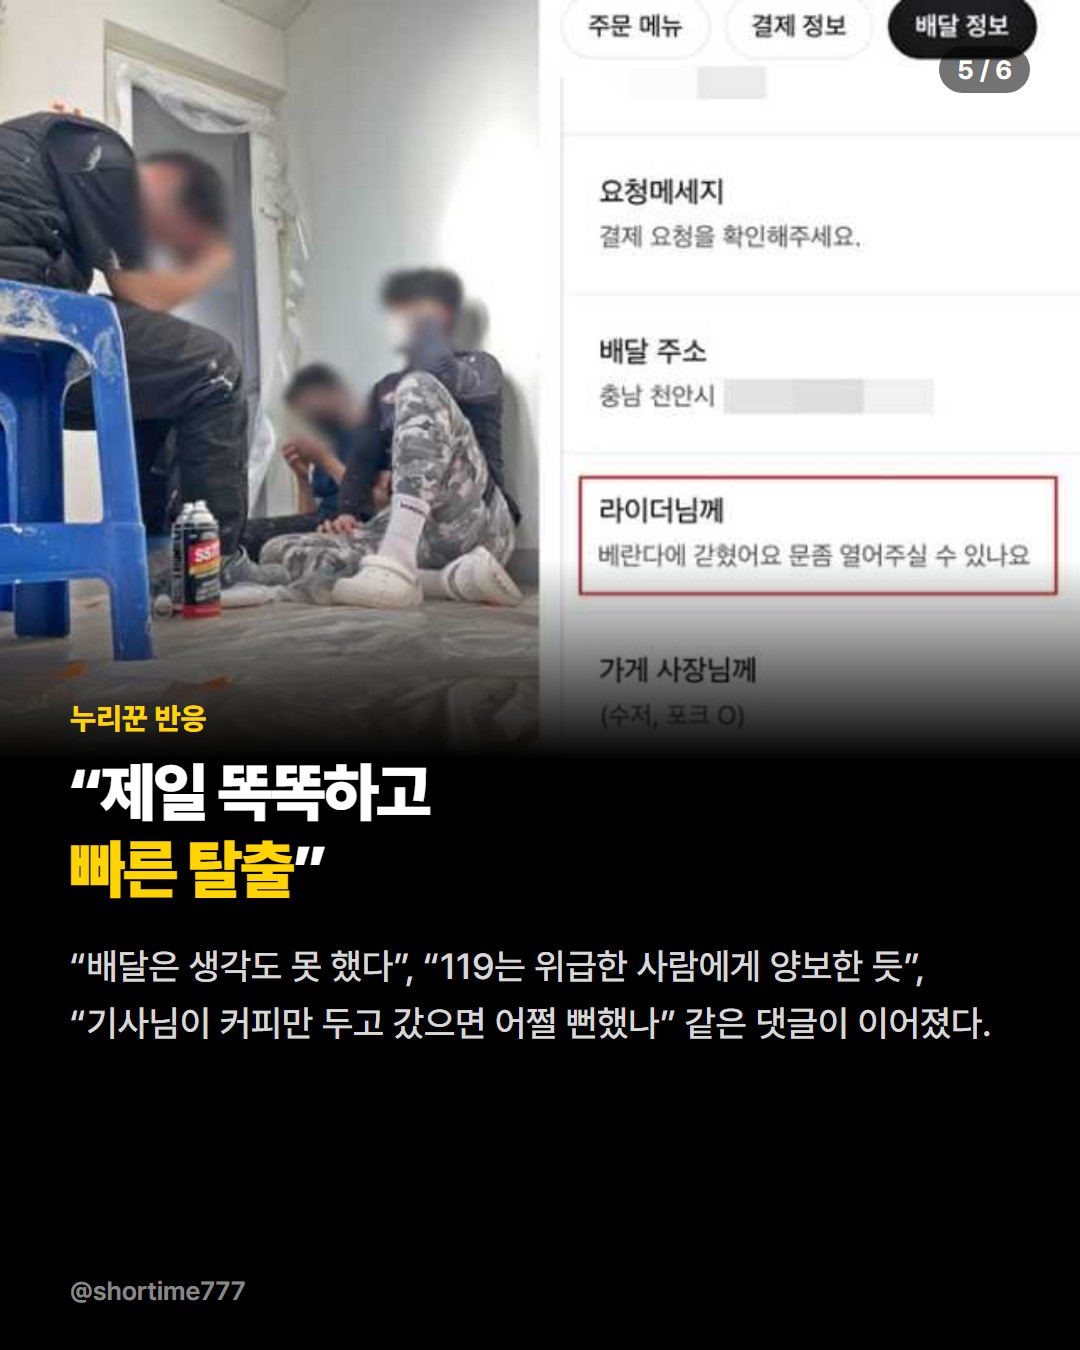 주문 메뉴
결제 정보
배달 정보
5 / 6
요청메세지
결제 요청을 확인해주세요.
배달 주소
충남 천안시
라이더님께
베란다에 갇혔어요 문좀 열어주실 수 있나요
가게 사장님께
(수저, 포크 O)
SST
누리꾼 반응
“제일 똑똑하고
빠른 탈출”
“배달은 생각도 못 했다”, “119는 위급한 사람에게 양보한 듯”,
“기사님이 커피만 두고 갔으면 어쩔 뻔했나” 같은 댓글이 이어졌다.
@shortime777